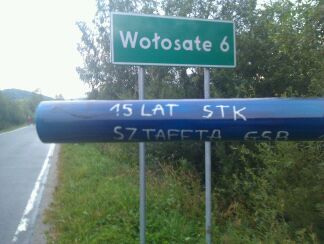 Wołosate 6
15 LAT STK
SZTAFETA GSB